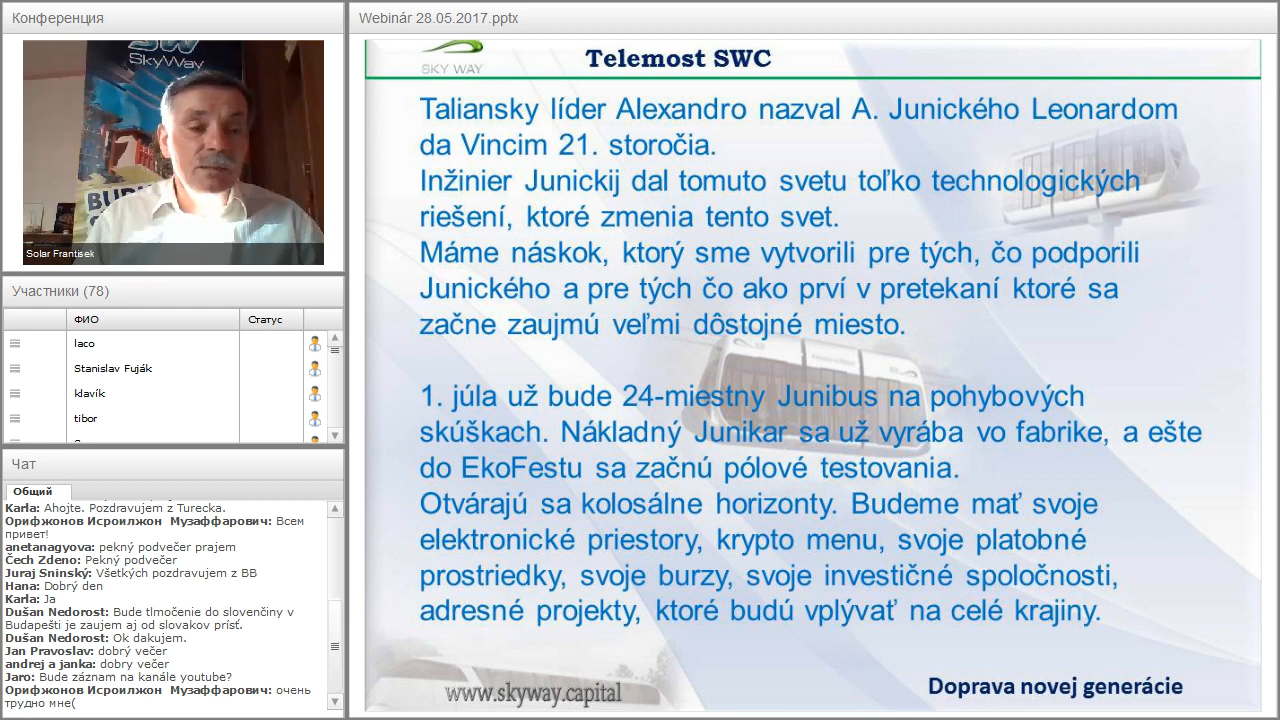 Конференция
SW
SkyWay
BU
Solar Frantisek
Участники (78)
ФИО
Статус
laco
Stanislav Fuják
klavík
tibor
Чат
Общий
Karla: Ahojte. Pozdravujem z Turecka.
Орифжонов Исроилжон Музаффарович: Всем
привет!
anetanagyova: pekný podvečer prajem
Čech Zdeno: Pekný podvečer
Juraj Sninský: Všetkých pozdravujem z BB
Hana: Dobrý den
Karla: Ja
Dušan Nedorost: Bude tlmočenie do slovenčiny v
Budapešti je zaujem aj od slovakov prísť.
Dušan Nedorost: Ok dakujem.
Jan Pravoslav: dobrý večer
andrej a janka: dobry večer
Jaro: Bude záznam na kanále youtube?
Орифжонов Исроилжон Музаффарович: очень
трудно мне(
Webinár 28.05.2017.pptx
SKY WAY
Telemost SWC
Taliansky líder Alexandro nazval A. Junického Leonardom
da Vincim 21. storočia.
Inžinier Junickij dal tomuto svetu toľko technologických
riešení, ktoré zmenia tento svet.
Máme náskok, ktorý sme vytvorili pre tých, čo podporili
Junického a pre tých čo ako prví v pretekaní ktoré sa
začne zaujmú veľmi dôstojné miesto.
1. júla už bude 24-miestny Junibus na pohybových
skúškach. Nákladný Junikar sa už vyrába vo fabrike, a ešte
do EkoFestu sa začnú pólové testovania.
Otvárajú sa kolosálne horizonty. Budeme mať svoje
elektronické priestory, krypto menu, svoje platobné
prostriedky, svoje burzy, svoje investičné spoločnosti,
adresné projekty, ktoré budú vplývať na celé krajiny.
www.skyway.capital
Doprava novej generácie